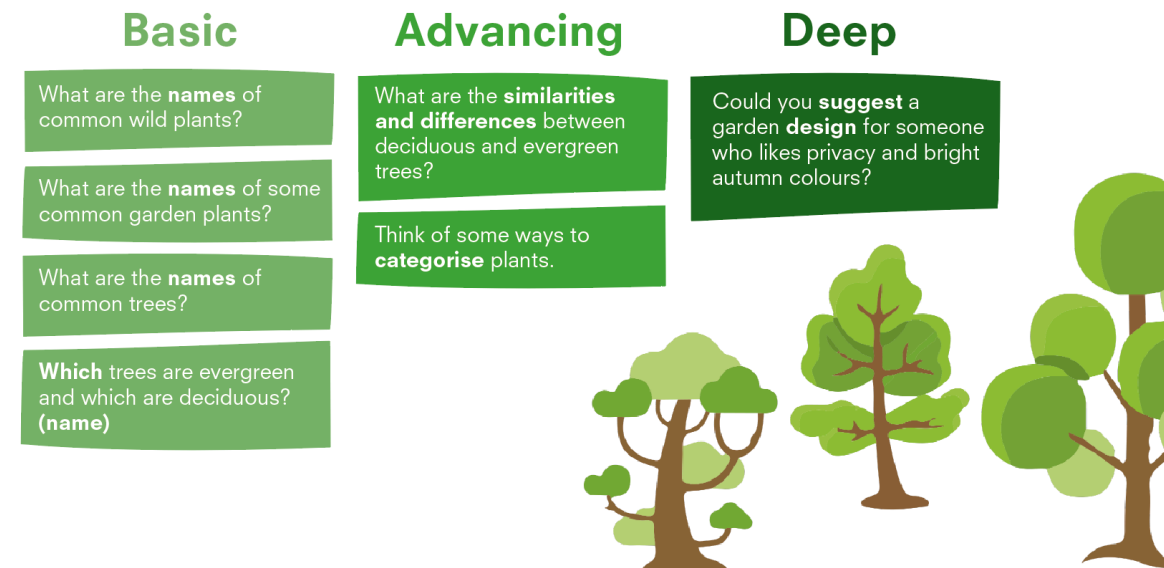 Basic
What are the names of
common wild plants?
What are the names of some
common garden plants?
What are the names of
common trees?
Which trees are evergreen
and which are deciduous?
(name)
Advancing
What are the similarities
and differences between
deciduous and evergreen
trees?
Think of some ways to
categorise plants.
Deep
Could you suggest a
garden design for someone
who likes privacy and bright
autumn colours?